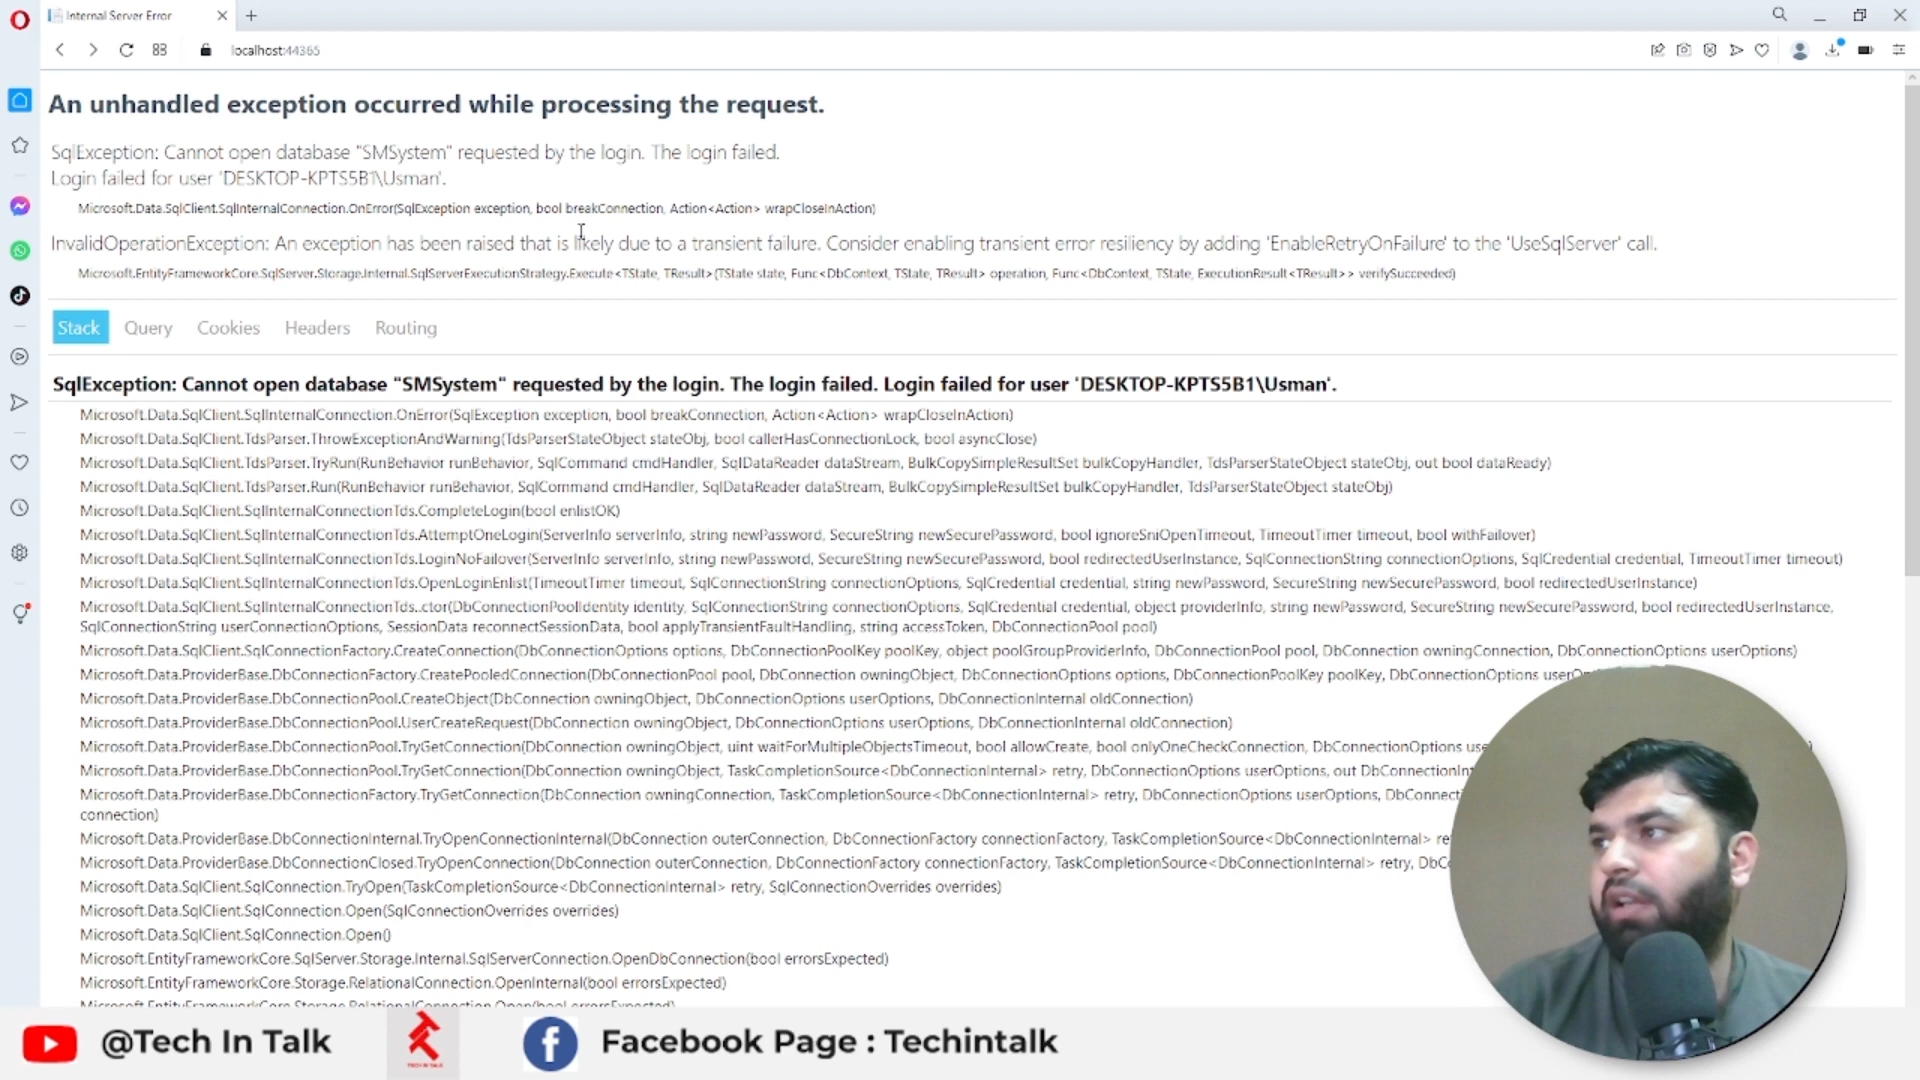 Internal Server Error
localhost:44365
An unhandled exception occurred while processing the request.
SqlException: Cannot open database "SMSystem" requested by the login. The login failed.
Login failed for user 'DESKTOP-KPTS5B1\Usman'.
Microsoft.Data.SqlClient.SqlInternalConnection.OnError(SqlException exception, bool breakConnection, Action<Action> wrapCloseInAction)
InvalidOperationException: An exception has been raised that is likely due to a transient failure. Consider enabling transient error resiliency by adding 'EnableRetryOnFailure' to the 'UseSqlServer' call.
Microsoft.EntityFrameworkCore.SqlServer.Storage.Internal.SqlServerExecutionStrategy.Execute<TState, TResult>(TState state, Func<DbContext, TState, TResult> operation, Func<DbContext, TState, ExecutionResult<TResult>> verifySucceeded)
Stack Query Cookies Headers Routing
SqlException: Cannot open database "SMSystem" requested by the login. The login failed. Login failed for user 'DESKTOP-KPTS5B1\Usman'.
Microsoft.Data.SqlClient.SqlInternalConnection.OnError(SqlException exception, bool breakConnection, Action<Action> wrapCloseInAction)
Microsoft.Data.SqlClient.TdsParser.ThrowExceptionAndWarning(TdsParserStateObject stateObj, bool callerHasConnectionLock, bool asyncClose)
Microsoft.Data.SqlClient.TdsParser.TryRun(RunBehavior runBehavior, SqlCommand cmdHandler, SqlDataReader dataStream, BulkCopySimpleResultSet bulkCopyHandler, TdsParserStateObject stateObj, out bool dataReady)
Microsoft.Data.SqlClient.TdsParser.Run(RunBehavior runBehavior, SqlCommand cmdHandler, SqlDataReader dataStream, BulkCopySimpleResultSet bulkCopyHandler, TdsParserStateObject stateObj)
Microsoft.Data.SqlClient.SqlInternalConnectionTds.CompleteLogin(bool enlistOK)
Microsoft.Data.SqlClient.SqlInternalConnectionTds.AttemptOneLogin(ServerInfo serverInfo, string newPassword, SecureString newSecurePassword, bool ignoreSniOpenTimeout, TimeoutTimer timeout, bool withFailover)
Microsoft.Data.SqlClient.SqlInternalConnectionTds.LoginNoFailover(ServerInfo serverInfo, string newPassword, SecureString newSecurePassword, bool redirectedUserInstance, SqlConnectionString connectionOptions, SqlCredential credential, TimeoutTimer timeout)
Microsoft.Data.SqlClient.SqlInternalConnectionTds.OpenLoginEnlist(TimeoutTimer timeout, SqlConnectionString connectionOptions, SqlCredential credential, string newPassword, SecureString newSecurePassword, bool redirectedUserInstance)
Microsoft.Data.SqlClient.SqlInternalConnectionTds..ctor(DbConnectionPoolIdentity identity, SqlConnectionString connectionOptions, SqlCredential credential, object providerInfo, string newPassword, SecureString newSecurePassword, bool redirectedUserInstance,
SqlConnectionString userConnectionOptions, SessionData reconnectSessionData, bool applyTransientFaultHandling, string accessToken, DbConnectionPool pool)
Microsoft.Data.SqlClient.SqlConnectionFactory.CreateConnection(DbConnectionOptions options, DbConnectionPoolKey poolKey, object poolGroupProviderInfo, DbConnectionPool pool, DbConnection owningConnection, DbConnectionOptions userOptions)
Microsoft.Data.ProviderBase.DbConnectionFactory.CreatePooledConnection(DbConnectionPool pool, DbConnection owningObject, DbConnectionOptions options, DbConnectionPoolKey poolKey, DbConnectionOptions
Microsoft.Data.ProviderBase.DbConnectionPool.CreateObject(DbConnection owningObject, DbConnectionOptions userOptions, DbConnectionInternal oldConnection)
Microsoft.Data.ProviderBase.DbConnectionPool.UserCreateRequest(DbConnection owningObject, DbConnectionOptions userOptions, DbConnectionInternal oldConnection)
Microsoft.Data.ProviderBase.DbConnectionPool.TryGetConnection(DbConnection owningObject, uint waitForMultipleObjectsTimeout, bool allowCreate, bool onlyOneCheckConnection, DbConnectionOptions
Microsoft.Data.ProviderBase.DbConnectionPool.TryGetConnection(DbConnection owningObject, TaskCompletionSource<DbConnectionInternal> retry, DbConnectionOptions userOptions, out
Microsoft.Data.ProviderBase.DbConnectionFactory.TryGetConnection(DbConnection owningConnection, TaskCompletionSource<DbConnectionInternal> retry, DbConnectionOptions userOptions,
connection)
Microsoft.Data.ProviderBase.DbConnectionInternal.TryOpenConnectionInternal(DbConnection outerConnection, DbConnectionFactory connectionFactory, TaskCompletionSource<DbConnectionInternal>
Microsoft.Data.ProviderBase.DbConnectionClosed.TryOpenConnection(DbConnection outerConnection, DbConnectionFactory connectionFactory, TaskCompletionSource<DbConnectionInternal> retry,
Microsoft.Data.SqlClient.SqlConnection.TryOpen(TaskCompletionSource<DbConnectionInternal> retry, SqlConnectionOverrides overrides)
Microsoft.Data.SqlClient.SqlConnection.Open(SqlConnectionOverrides overrides)
Microsoft.Data.SqlClient.SqlConnection.Open()
Microsoft.EntityFrameworkCore.SqlServer.Storage.Internal.SqlServerConnection.OpenDbConnection(bool errorsExpected)
Microsoft.EntityFrameworkCore.Storage.RelationalConnection.OpenInternal(bool errorsExpected)
Microsoft.EntityFrameworkCore.Storage.RelationalConnection.Open(bool errorsExpected)
@Tech In Talk
TECH IN TALK
Facebook Page : Techintalk